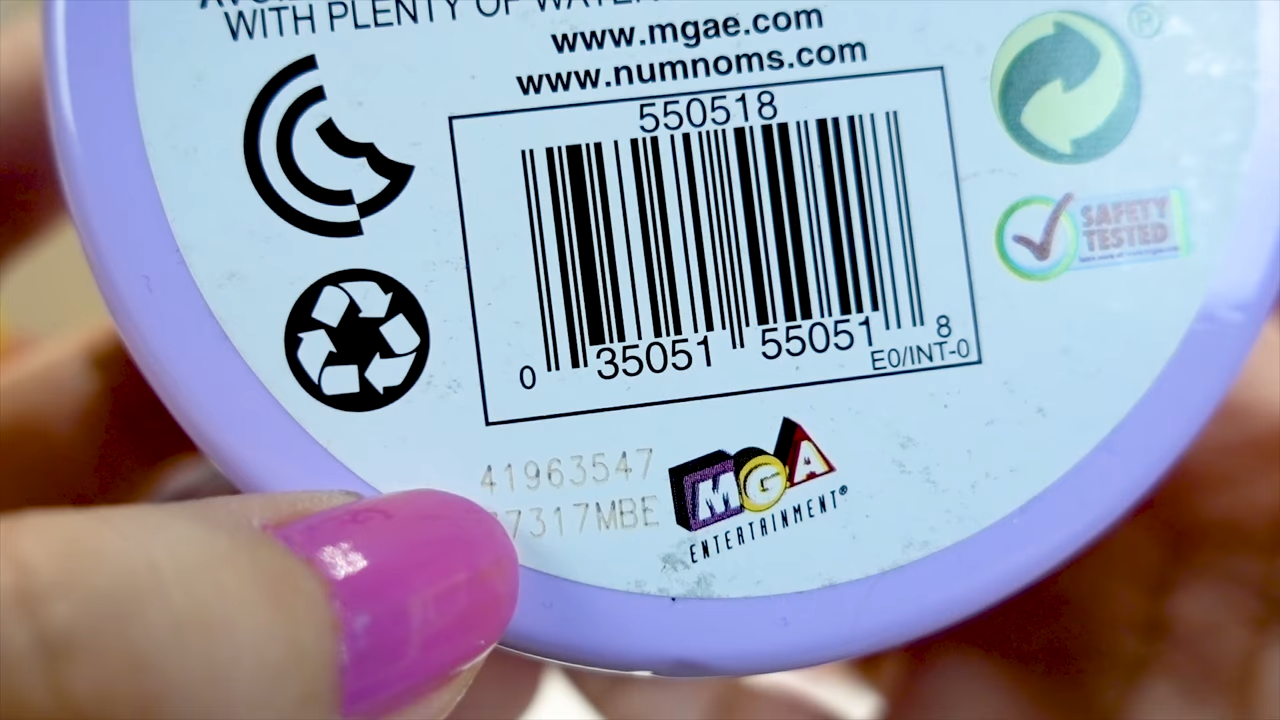 WITH PLENTY OF WATER
www.mgae.com
www.numnoms.com
550518
0 35051 55051 8
E0/INT-0
SAFETY
TESTED
41963547
7317MBE
MGA
ENTERTAINMENT®